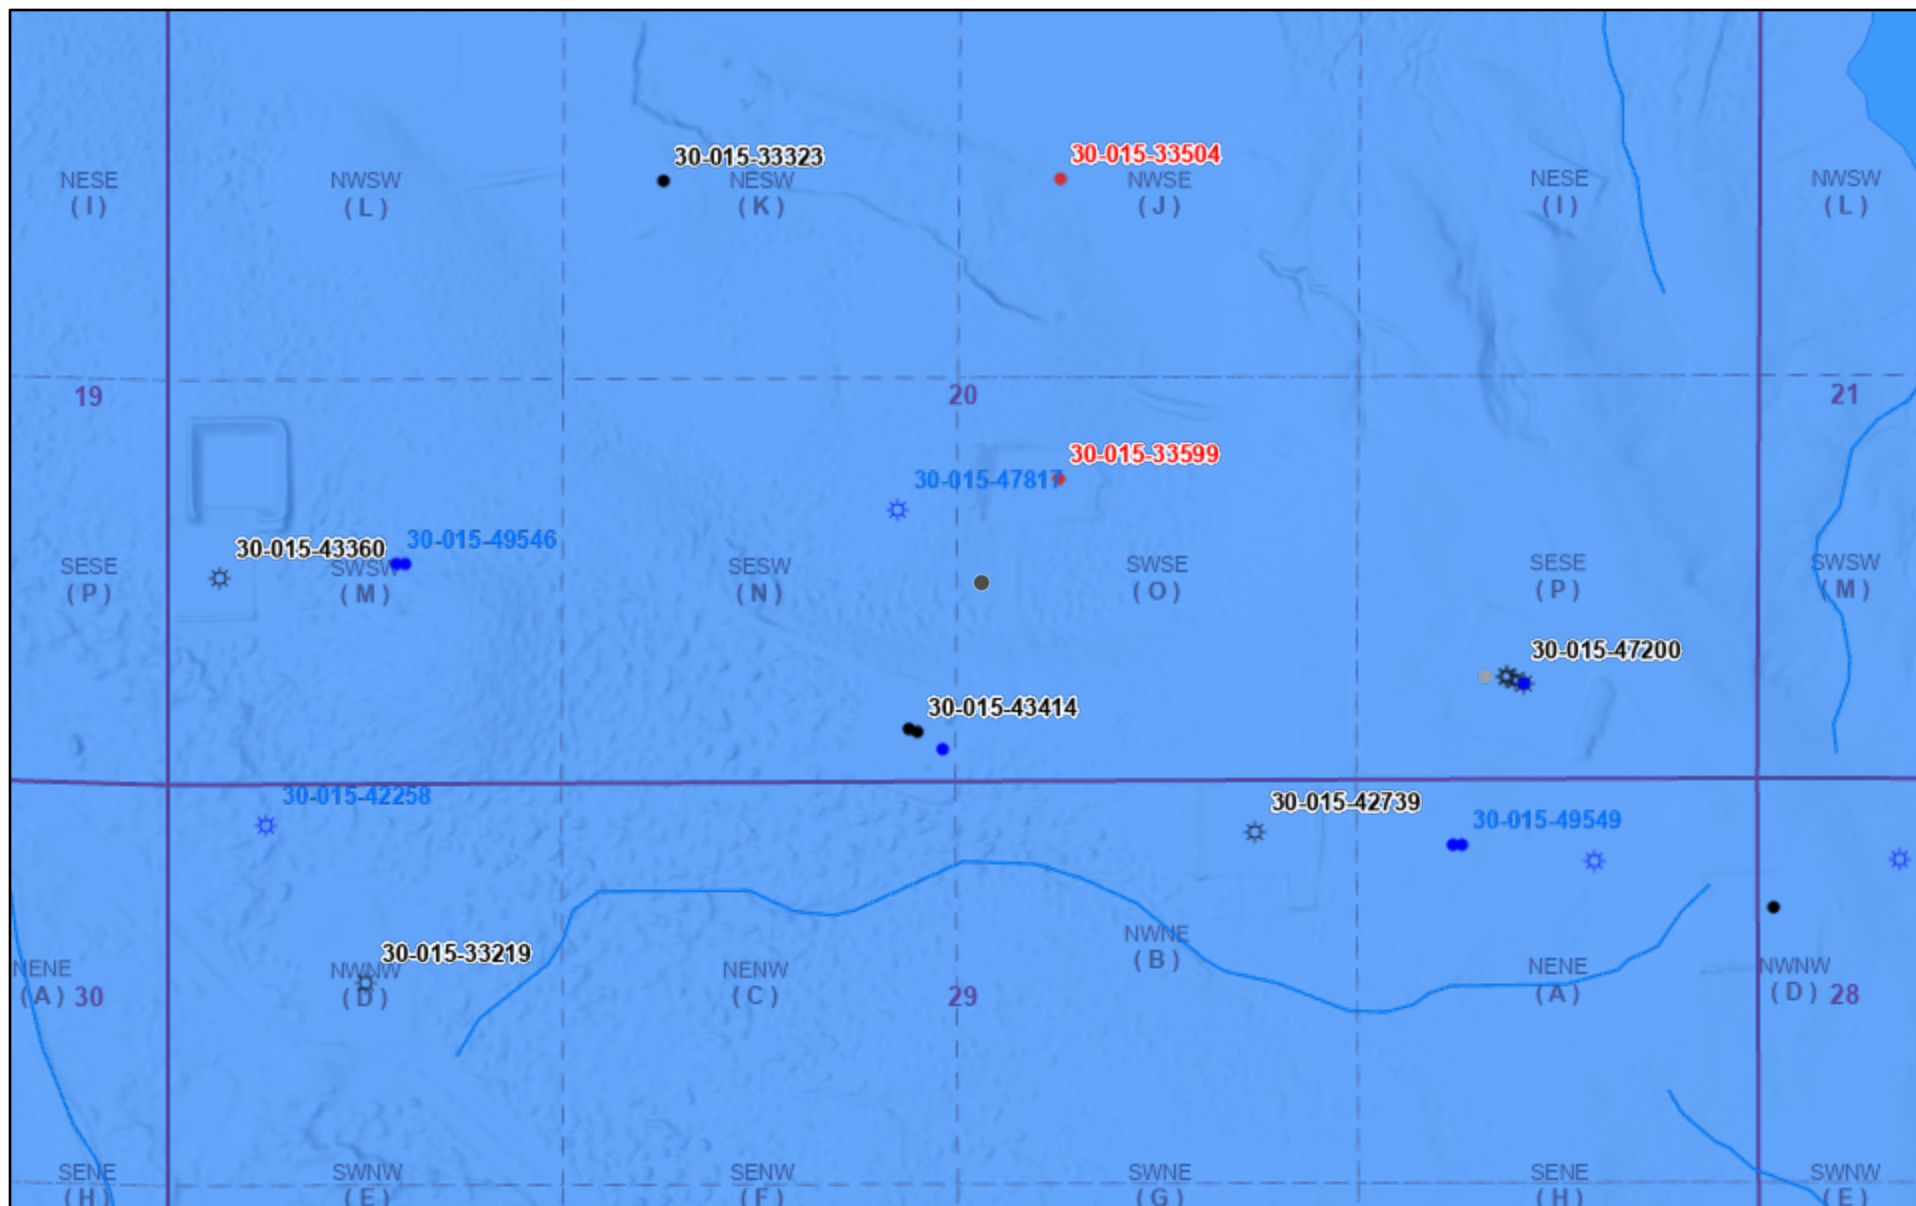 30-015-33323
30-015-33504
NESE
(I)
NWSW
(L)
NESW
(K)
NWSE
(J)
NESE
(I)
NWSW
(L)
19
20
21
30-015-33599
30-015-47817
30-015-43360
30-015-49546
SESE
(P)
SWSW
(M)
SESW
(N)
SWSE
(O)
SESE
(P)
SWSW
(M)
30-015-47200
30-015-43414
30-015-42258
30-015-42739
30-015-49549
30-015-33219
NENE
(A) 30
NWNW
(D)
NENW
(C)
29
NWNE
(B)
NENE
(A)
NWNW
(D) 28
SENE
(H)
SWNW
(E)
SENW
(F)
SWNE
(G)
SENE
(H)
SWNW
(E)